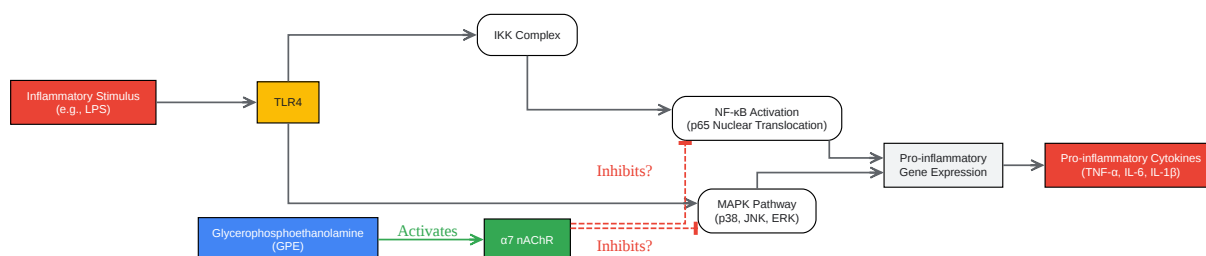 IKK Complex
Inflammatory Stimulus
(e.g., LPS)
TLR4
NF-κB Activation
(p65 Nuclear Translocation)
Pro-inflammatory
Gene Expression
Pro-inflammatory Cytokines
(TNF-α, IL-6, IL-1β)
Inhibits?
MAPK Pathway
(p38, JNK, ERK)
Glycerophosphoethanolamine
(GPE)
Activates
α7 nAChR
Inhibits?